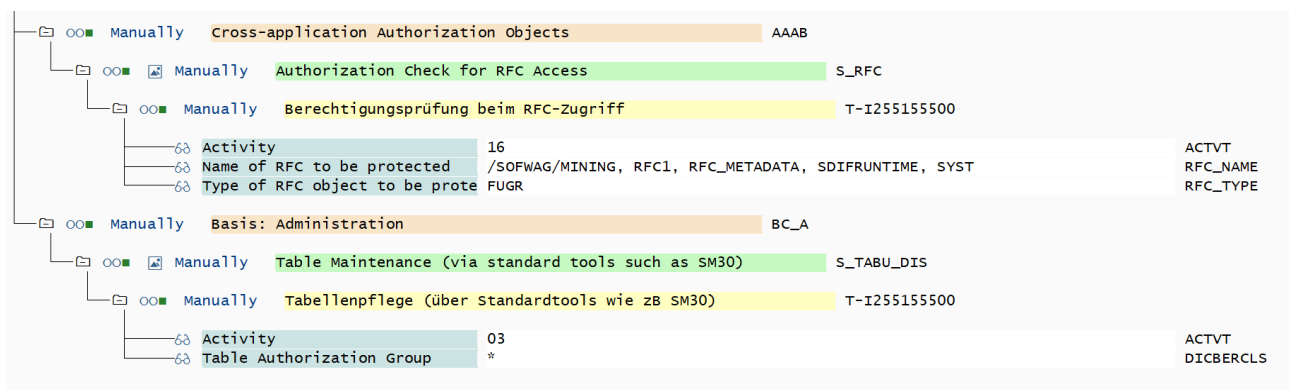 Manually Cross-application Authorization Objects AAAB
Manually Authorization Check for RFC Access S_RFC
Manually Berechtigungsprüfung beim RFC-Zugriff T-I255155500
Activity 16 ACTVT
Name of RFC to be protected /SOFWAG/MINING, RFC1, RFC_METADATA, SDIFRUNTIME, SYST RFC_NAME
Type of RFC object to be prote FUGR RFC_TYPE
Manually Basis: Administration BC_A
Manually Table Maintenance (via standard tools such as SM30) S_TABU_DIS
Manually Tabellenpflege (über Standardtools wie zB SM30) T-I255155500
Activity 03 ACTVT
Table Authorization Group * DICBERCLS